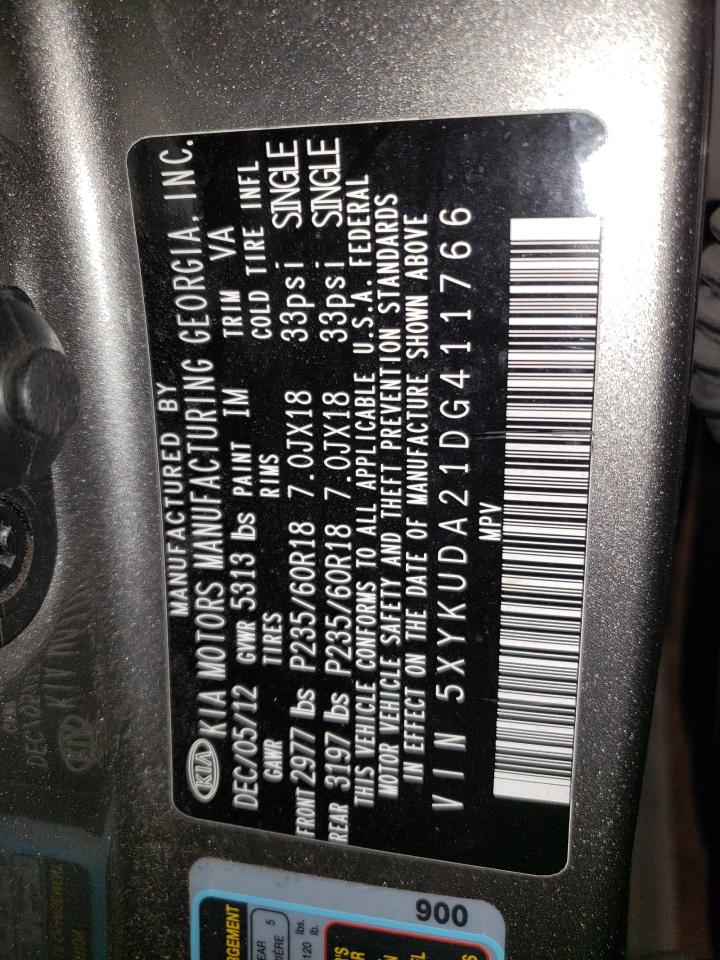 MANUFACTURED BY
KIA KIA MOTORS MANUFACTURING GEORGIA, INC.
DEC/05/12 GVWR 5313 lbs PAINT IM TRIM VA
GAWR TIRES RIMS COLD TIRE INFL
FRONT 2977 lbs P235/60R18 7.0JX18 33psi SINGLE
REAR 3197 lbs P235/60R18 7.0JX18 33psi SINGLE
THIS VEHICLE CONFORMS TO ALL APPLICABLE U.S.A. FEDERAL
MOTOR VEHICLE SAFETY AND THEFT PREVENTION STANDARDS
IN EFFECT ON THE DATE OF MANUFACTURE SHOWN ABOVE
VIN 5XYKUDA21DG411766
MPV
900